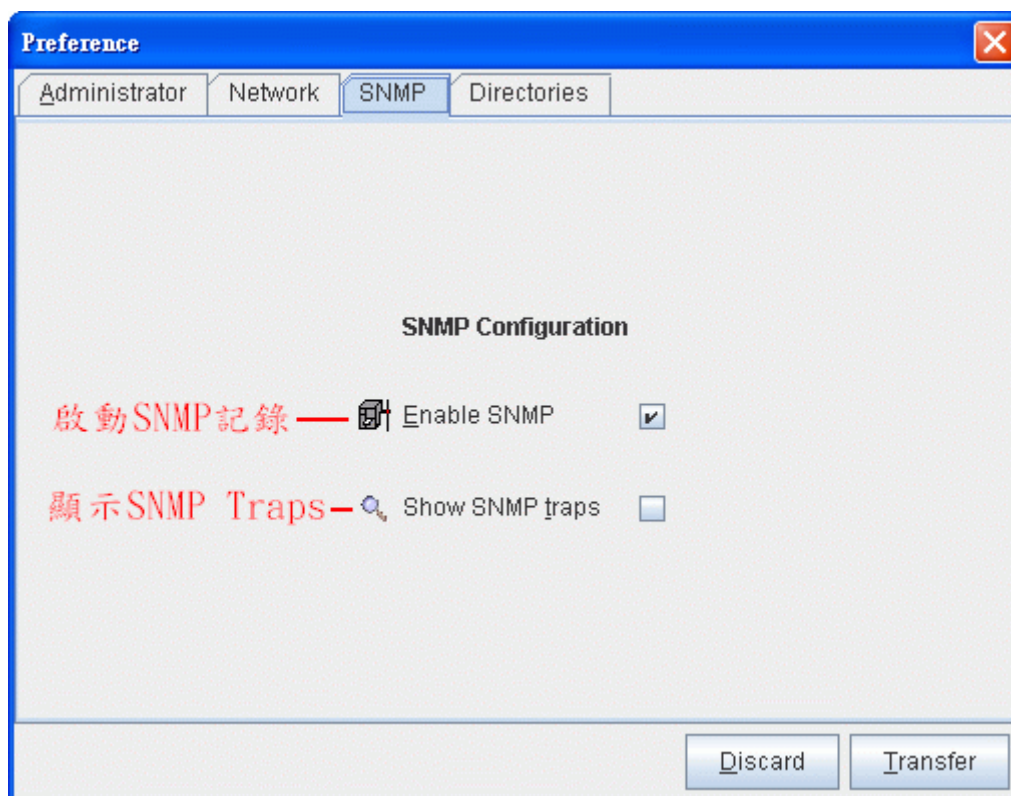 Preference
Administrator Network SNMP Directories
SNMP Configuration
啟動SNMP記錄 Enable SNMP
顯示SNMP Traps Show SNMP traps
Discard Transfer